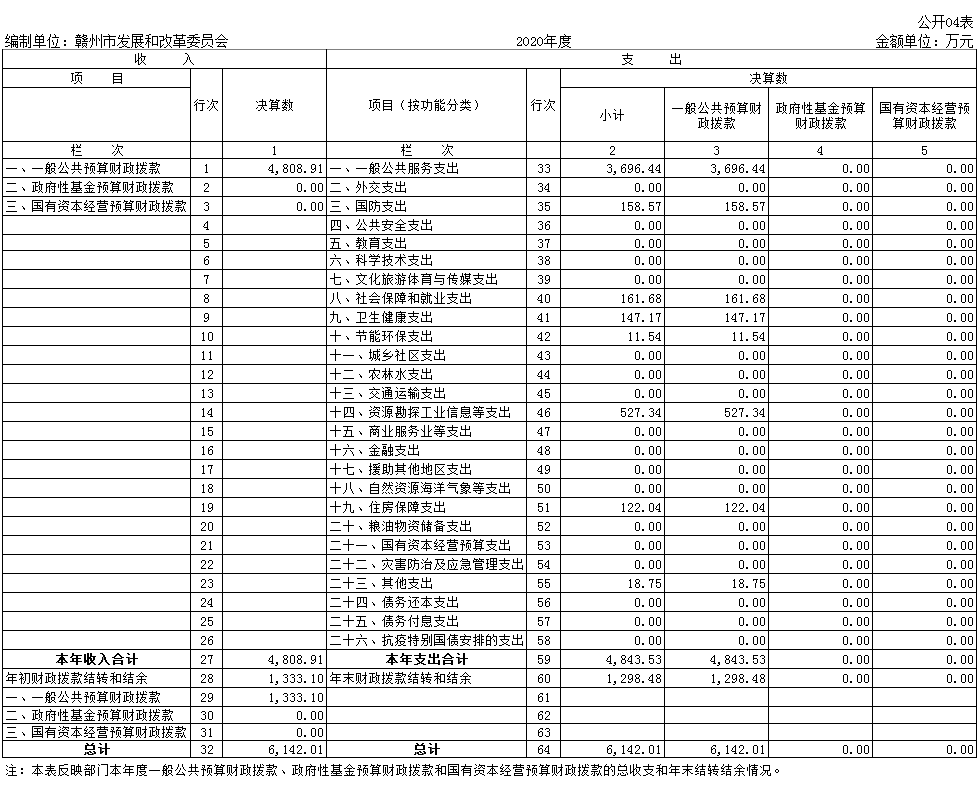 公开04表
编制单位：赣州市发展和改革委员会 2020年度 金额单位：万元
收 入 支 出
项 目 行次 决算数 项目（按功能分类） 行次 决算数
小计 一般公共预算财政拨款 政府性基金预算财政拨款 国有资本经营预算财政拨款
栏 次 1 栏 次 2 3 4 5
一、一般公共预算财政拨款 1 4,808.91 一、一般公共服务支出 33 3,696.44 3,696.44 0.00 0.00
二、政府性基金预算财政拨款 2 0.00 二、外交支出 34 0.00 0.00 0.00 0.00
三、国有资本经营预算财政拨款 3 0.00 三、国防支出 35 158.57 158.57 0.00 0.00
4 四、公共安全支出 36 0.00 0.00 0.00 0.00
5 五、教育支出 37 0.00 0.00 0.00 0.00
6 六、科学技术支出 38 0.00 0.00 0.00 0.00
7 七、文化旅游体育与传媒支出 39 0.00 0.00 0.00 0.00
8 八、社会保障和就业支出 40 161.68 161.68 0.00 0.00
9 九、卫生健康支出 41 147.17 147.17 0.00 0.00
10 十、节能环保支出 42 11.54 11.54 0.00 0.00
11 十一、城乡社区支出 43 0.00 0.00 0.00 0.00
12 十二、农林水支出 44 0.00 0.00 0.00 0.00
13 十三、交通运输支出 45 0.00 0.00 0.00 0.00
14 十四、资源勘探工业信息等支出 46 527.34 527.34 0.00 0.00
15 十五、商业服务业等支出 47 0.00 0.00 0.00 0.00
16 十六、金融支出 48 0.00 0.00 0.00 0.00
17 十七、援助其他地区支出 49 0.00 0.00 0.00 0.00
18 十八、自然资源海洋气象等支出 50 0.00 0.00 0.00 0.00
19 十九、住房保障支出 51 122.04 122.04 0.00 0.00
20 二十、粮油物资储备支出 52 0.00 0.00 0.00 0.00
21 二十一、国有资本经营预算支出 53 0.00 0.00 0.00 0.00
22 二十二、灾害防治及应急管理支出 54 0.00 0.00 0.00 0.00
23 二十三、其他支出 55 18.75 18.75 0.00 0.00
24 二十四、债务还本支出 56 0.00 0.00 0.00 0.00
25 二十五、债务付息支出 57 0.00 0.00 0.00 0.00
26 二十六、抗疫特别国债安排的支出 58 0.00 0.00 0.00 0.00
本年收入合计 27 4,808.91 本年支出合计 59 4,843.53 4,843.53 0.00 0.00
年初财政拨款结转和结余 28 1,333.10 年末财政拨款结转和结余 60 1,298.48 1,298.48 0.00 0.00
一、一般公共预算财政拨款 29 1,333.10 61
二、政府性基金预算财政拨款 30 0.00 62
三、国有资本经营预算财政拨款 31 0.00 63
总计 32 6,142.01 总计 64 6,142.01 6,142.01 0.00 0.00
注：本表反映部门本年度一般公共预算财政拨款、政府性基金预算财政拨款和国有资本经营预算财政拨款的总收支和年末结转结余情况。